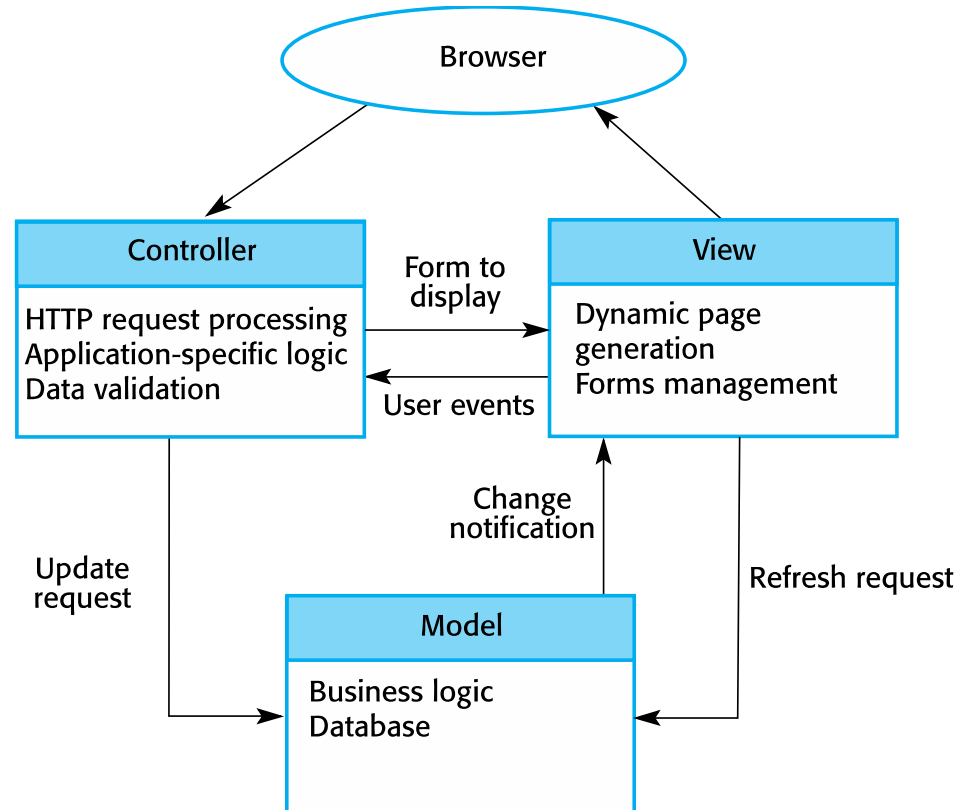 Browser
Controller
HTTP request processing
Application-specific logic
Data validation
Form to
display
User events
View
Dynamic page
generation
Forms management
Update
request
Change
notification
Refresh request
Model
Business logic
Database